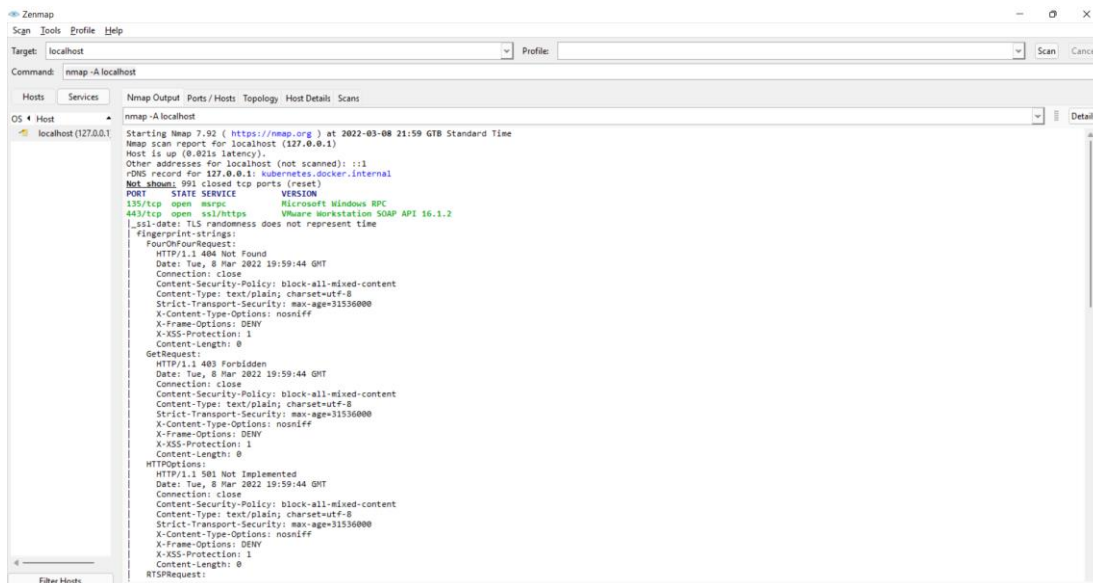 Zenmap
Scan Tools Profile Help
Target: localhost Profile: Scan Cance
Command: nmap -A localhost
Hosts Services Nmap Output Ports / Hosts Topology Host Details Scans
OS Host nmap -A localhost Detail
localhost (127.0.0.1
Starting Nmap 7.92 ( https://nmap.org ) at 2022-03-08 21:59 GTB Standard Time
Nmap scan report for localhost (127.0.0.1)
Host is up (0.021s latency).
Other addresses for localhost (not scanned): ::1
rDNS record for 127.0.0.1: kubernetes.docker.internal
Not shown: 991 closed tcp ports (reset)
PORT STATE SERVICE VERSION
135/tcp open msrpc Microsoft Windows RPC
443/tcp open ssl/https VMware Workstation SOAP API 16.1.2
|_ssl-date: TLS randomness does not represent time
| fingerprint-strings:
| FourOhFourRequest:
| HTTP/1.1 404 Not Found
| Date: Tue, 8 Mar 2022 19:59:44 GMT
| Connection: close
| Content-Security-Policy: block-all-mixed-content
| Content-Type: text/plain; charset=utf-8
| Strict-Transport-Security: max-age=31536000
| X-Content-Type-Options: nosniff
| X-Frame-Options: DENY
| X-XSS-Protection: 1
| Content-Length: 0
| GetRequest:
| HTTP/1.1 403 Forbidden
| Date: Tue, 8 Mar 2022 19:59:44 GMT
| Connection: close
| Content-Security-Policy: block-all-mixed-content
| Content-Type: text/plain; charset=utf-8
| Strict-Transport-Security: max-age=31536000
| X-Content-Type-Options: nosniff
| X-Frame-Options: DENY
| X-XSS-Protection: 1
| Content-Length: 0
| HTTPOptions:
| HTTP/1.1 501 Not Implemented
| Date: Tue, 8 Mar 2022 19:59:44 GMT
| Connection: close
| Content-Security-Policy: block-all-mixed-content
| Content-Type: text/plain; charset=utf-8
| Strict-Transport-Security: max-age=31536000
| X-Content-Type-Options: nosniff
| X-Frame-Options: DENY
| X-XSS-Protection: 1
| Content-Length: 0
| RTSPRequest:
Filter Hosts